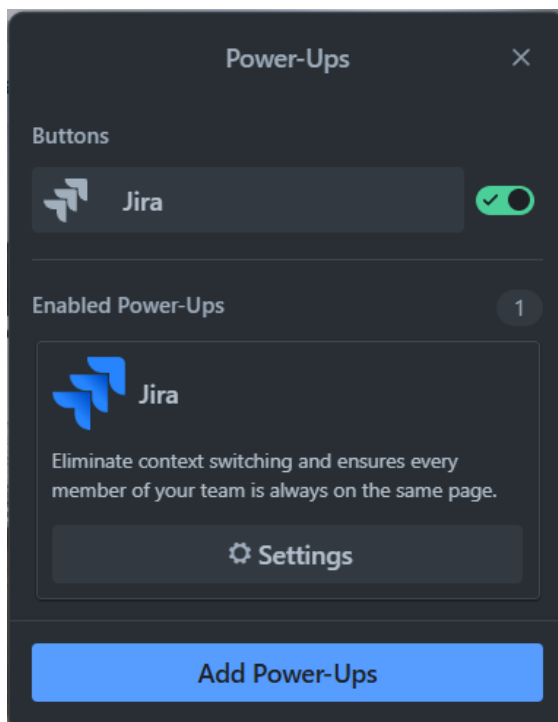 Power-Ups
Buttons
Jira
Enabled Power-Ups
1
Jira
Eliminate context switching and ensures every
member of your team is always on the same page.
Settings
Add Power-Ups